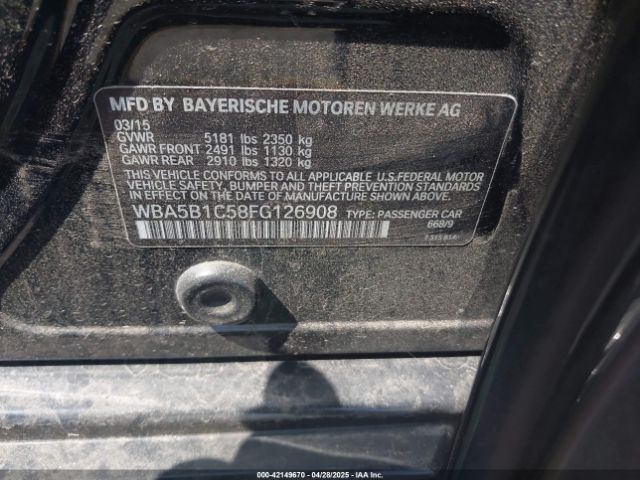 MFD BY BAYERISCHE MOTOREN WERKE AG
03/15
GVWR 5181 lbs 2350 kg
GAWR FRONT 2491 lbs 1130 kg
GAWR REAR 2910 lbs 1320 kg
THIS VEHICLE CONFORMS TO ALL APPLICABLE U.S.FEDERAL MOTOR
VEHICLE SAFETY, BUMPER AND THEFT PREVENTION STANDARDS
IN EFFECT ON THE DATE OF MANUFACTURE SHOWN ABOVE.
WBA5B1C58FG126908 TYPE: PASSENGER CAR
668/9
000-42149670 04/28/2025 IAA Inc.